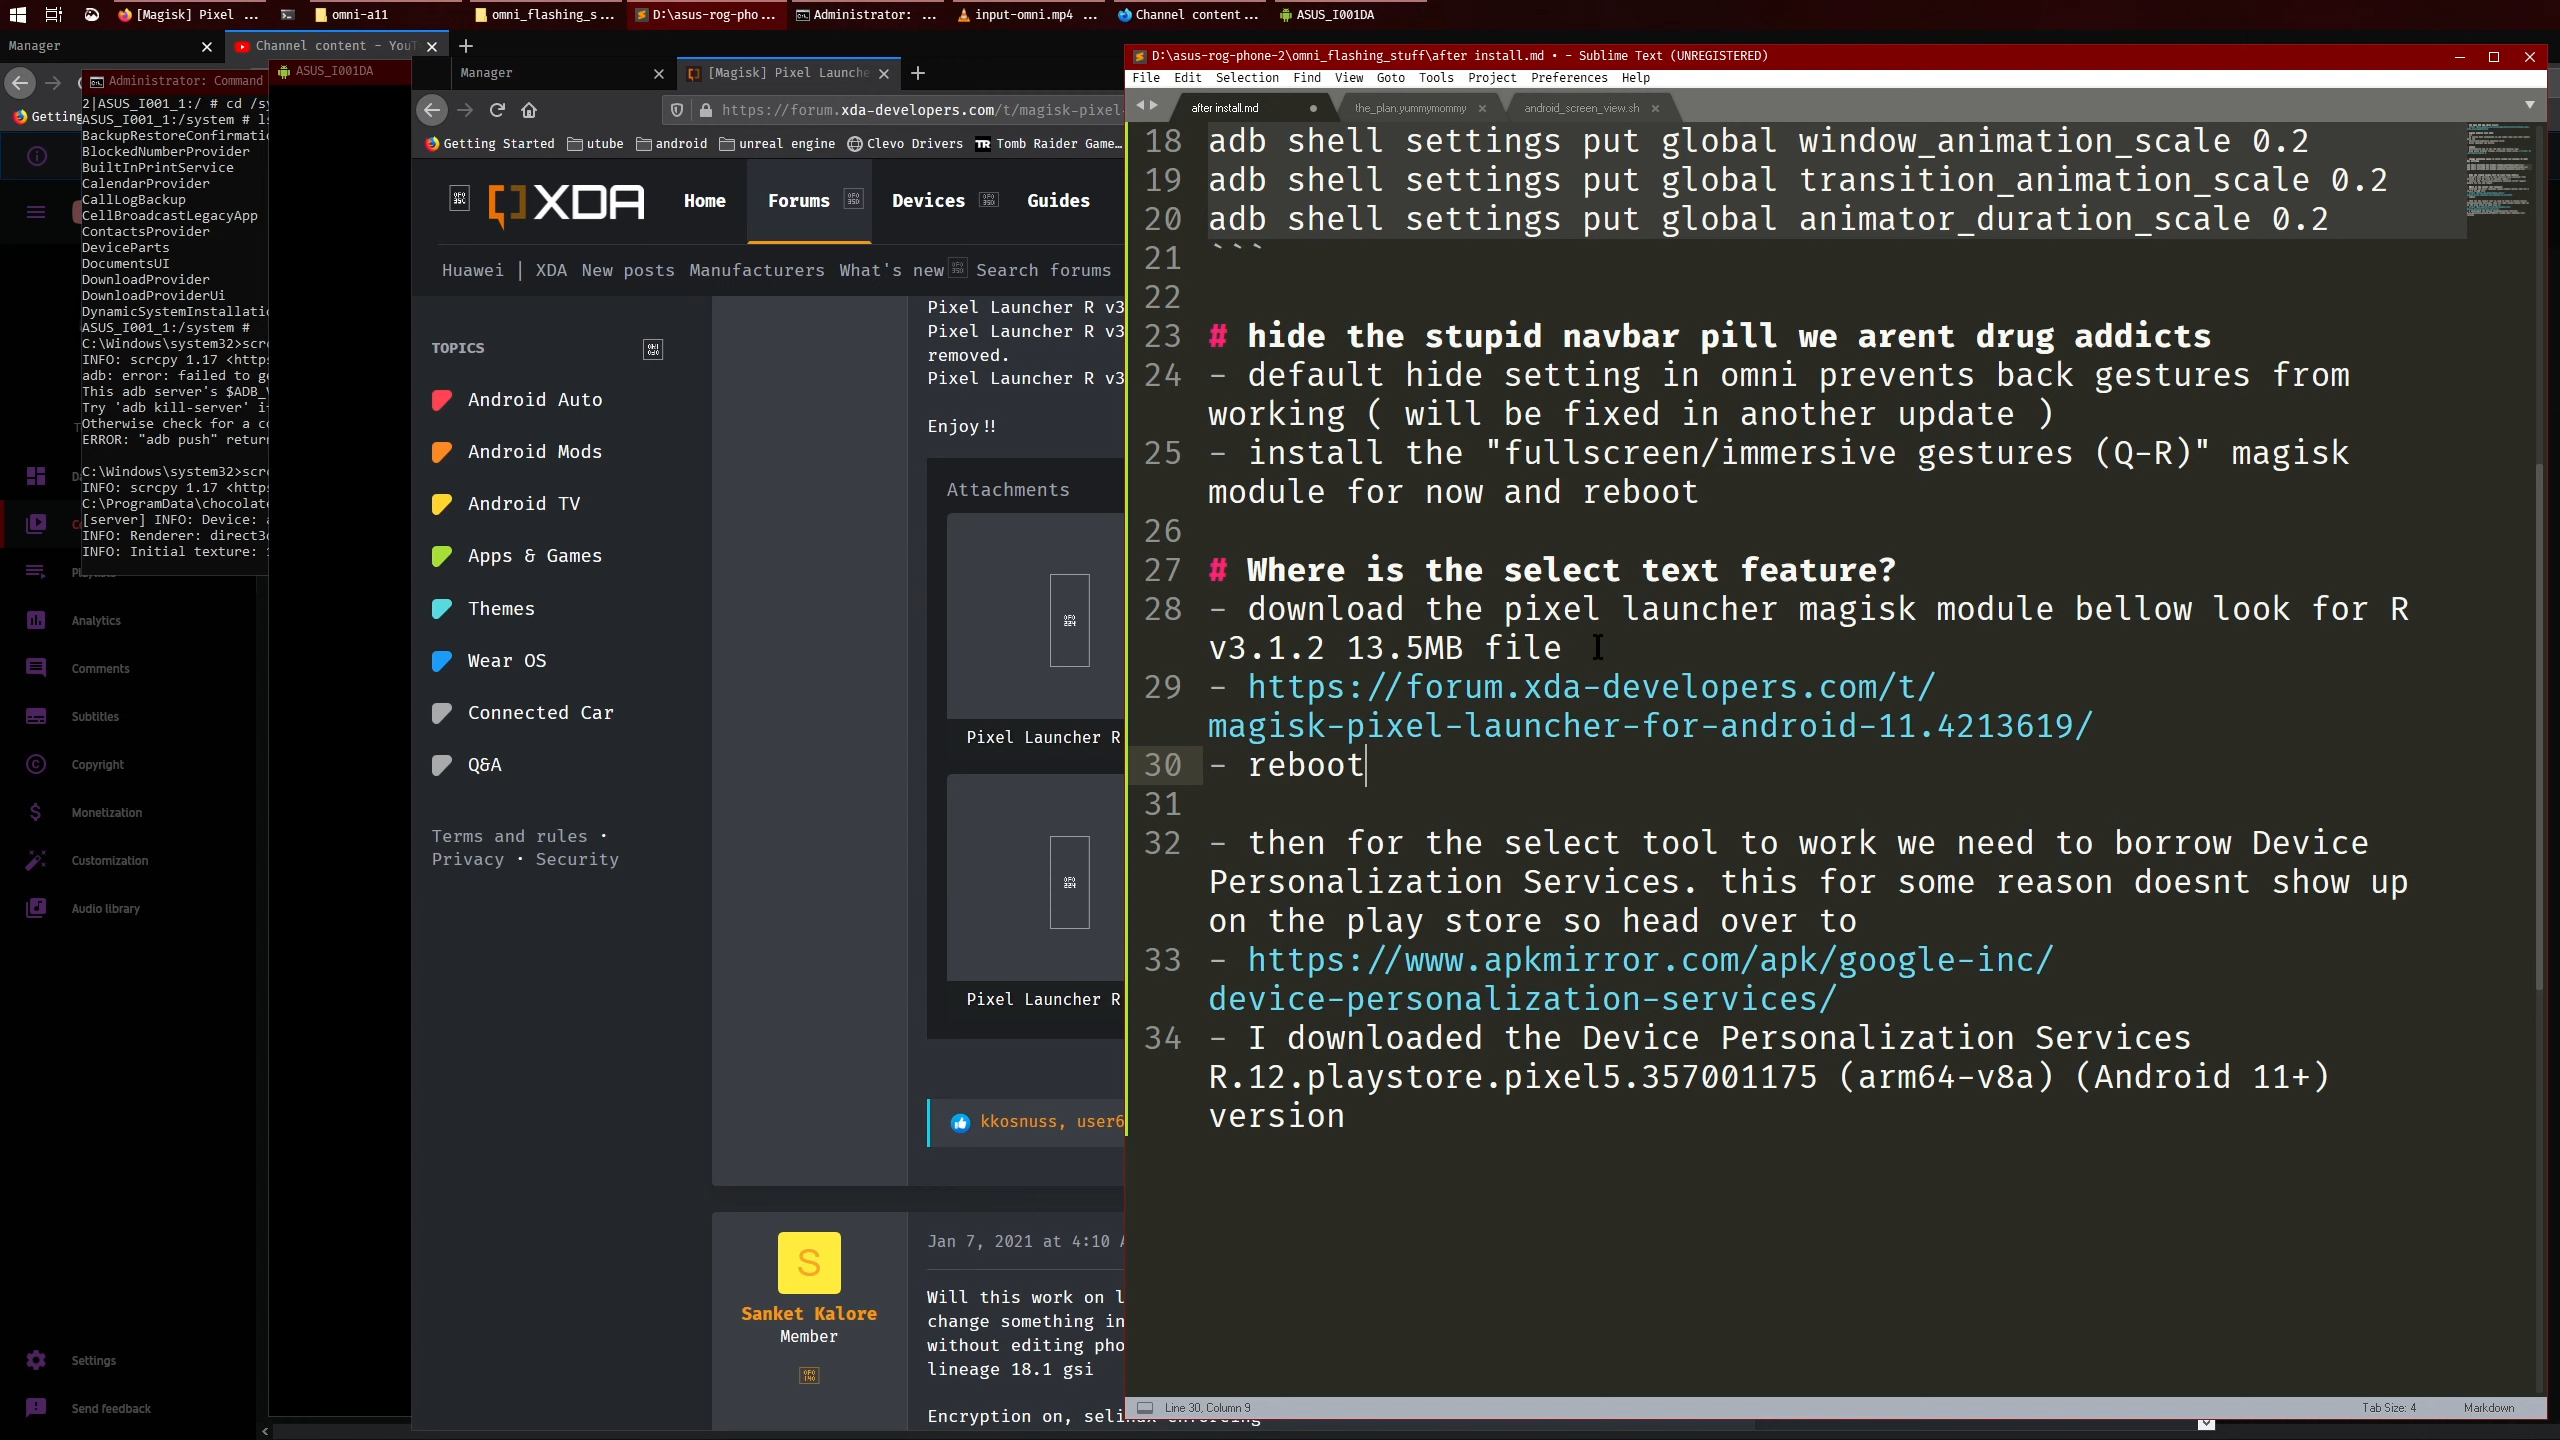 [Magisk] Pixel ...
omni-a11
omni_flashing_s...
D:\asus-rog-pho...
Administrator: ...
input-omni.mp4 ...
Channel content...
ASUS_I001DA
Manager
Channel content - YouT
Getting
Administrator: Command
2|ASUS_I001_1:/ # cd /sy
ASUS_I001_1:/system # ls
BackupRestoreConfirmatio
BlockedNumberProvider
BuiltInPrintService
CalendarProvider
CallLogBackup
CellBroadcastLegacyApp
ContactsProvider
DeviceParts
DocumentsUI
DownloadProvider
DownloadProviderUi
DynamicSystemInstallatio
ASUS_I001_1:/system #
C:\Windows\system32>scrc
INFO: scrcpy 1.17 <https
adb: error: failed to ge
This adb server's $ADB_V
Try 'adb kill-server' i
Otherwise check for a co
ERROR: "adb push" return
C:\Windows\system32>scrc
INFO: scrcpy 1.17 <https
C:\ProgramData\chocolate
[server] INFO: Device: a
INFO: Renderer: direct3d
INFO: Initial texture: 1
Analytics
Comments
Subtitles
Copyright
Monetization
Customization
Audio library
Settings
Send feedback
ASUS_I001DA
Manager
[Magisk] Pixel Launche
https://forum.xda-developers.com/t/magisk-pixel-
Getting Started
utube
android
unreal engine
Clevo Drivers
Tomb Raider Game...
XDA
Home
Forums
Devices
Guides
Huawei | XDA
New posts
Manufacturers
What's new
Search forums
TOPICS
Android Auto
Android Mods
Android TV
Apps & Games
Themes
Wear OS
Connected Car
Q&A
Terms and rules ·
Privacy · Security
Pixel Launcher R v3
Pixel Launcher R v3
removed.
Pixel Launcher R v3
Enjoy!!
Attachments
Pixel Launcher R
Pixel Launcher R
kkosnuss, user6
S
Sanket Kalore
Member
Jan 7, 2021 at 4:10 A
Will this work on l
change something in
without editing pho
lineage 18.1 gsi
Encryption on, selinux enforcing
D:\asus-rog-phone-2\omni_flashing_stuff\after install.md • - Sublime Text (UNREGISTERED)
File Edit Selection Find View Goto Tools Project Preferences Help
after install.md
the_plan.yummymommy
android_screen_view.sh
18 adb shell settings put global window_animation_scale 0.2
19 adb shell settings put global transition_animation_scale 0.2
20 adb shell settings put global animator_duration_scale 0.2
21 ```
22
23 # hide the stupid navbar pill we arent drug addicts
24 - default hide setting in omni prevents back gestures from
working ( will be fixed in another update )
25 - install the "fullscreen/immersive gestures (Q-R)" magisk
module for now and reboot
26
27 # Where is the select text feature?
28 - download the pixel launcher magisk module bellow look for R
v3.1.2 13.5MB file
29 - https://forum.xda-developers.com/t/
magisk-pixel-launcher-for-android-11.4213619/
30 - reboot
31
32 - then for the select tool to work we need to borrow Device
Personalization Services. this for some reason doesnt show up
on the play store so head over to
33 - https://www.apkmirror.com/apk/google-inc/
device-personalization-services/
34 - I downloaded the Device Personalization Services
R.12.playstore.pixel5.357001175 (arm64-v8a) (Android 11+)
version
Line 30, Column 9
Tab Size: 4
Markdown